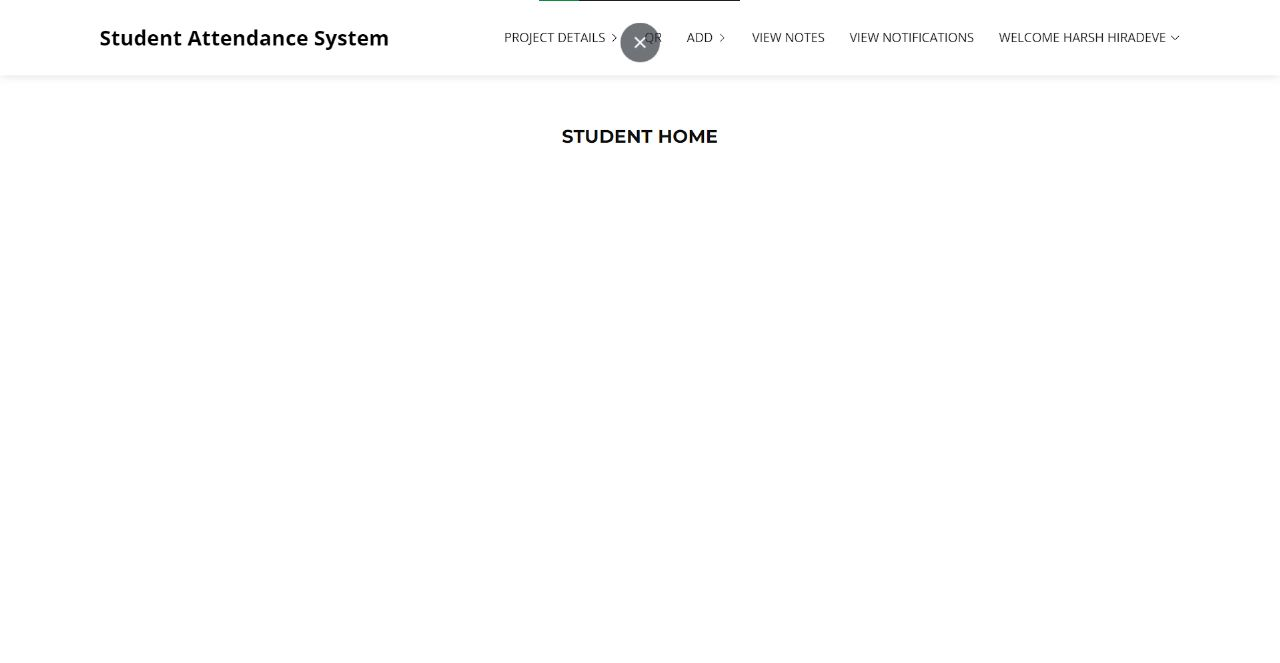 Student Attendance System
PROJECT DETAILS QR ADD VIEW NOTES VIEW NOTIFICATIONS WELCOME HARSH HIRADEVE
STUDENT HOME